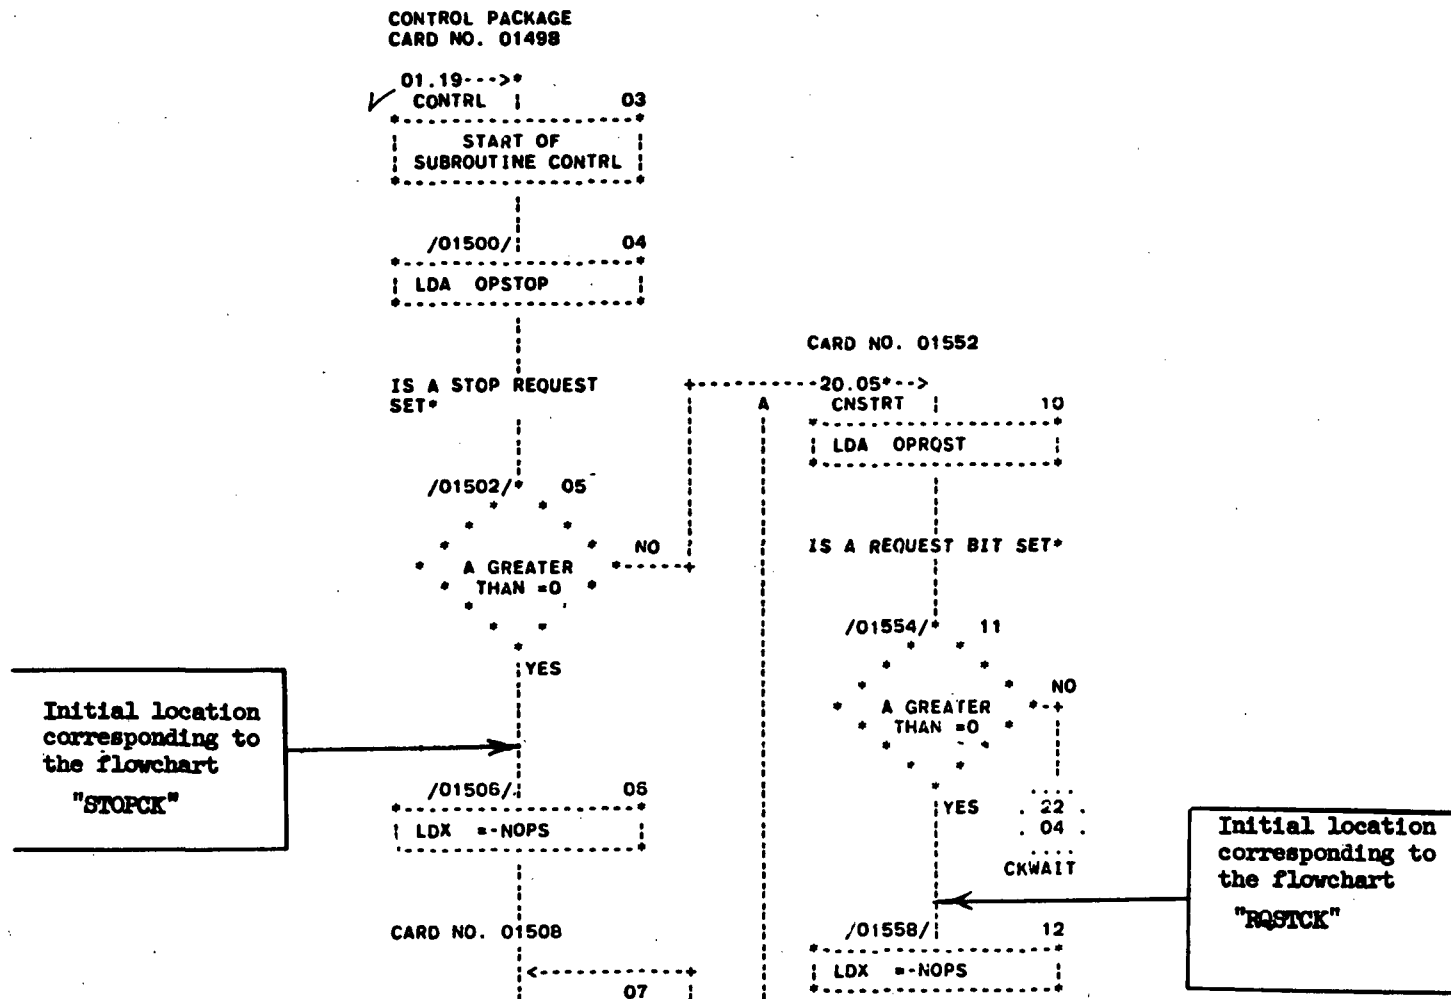 CONTROL PACKAGE
CARD NO. 01498
01.19--->*
CONTRL
03
START OF
SUBROUTINE CONTRL
/01500/
04
LDA OPSTOP
IS A STOP REQUEST
SET*
/01502/*
05
A GREATER
THAN =0
NO
YES
Initial location
corresponding to
the flowchart
"STOPCK"
/01506/
06
LDX =-NOPS
CARD NO. 01508
07
CARD NO. 01552
20.05*-->
A
CNSTRT
10
LDA OPRQST
IS A REQUEST BIT SET*
/01554/*
11
A GREATER
THAN =0
NO
YES
22
04
CKWAIT
Initial location
corresponding to
the flowchart
"RQSTCK"
/01558/
12
LDX =-NOPS